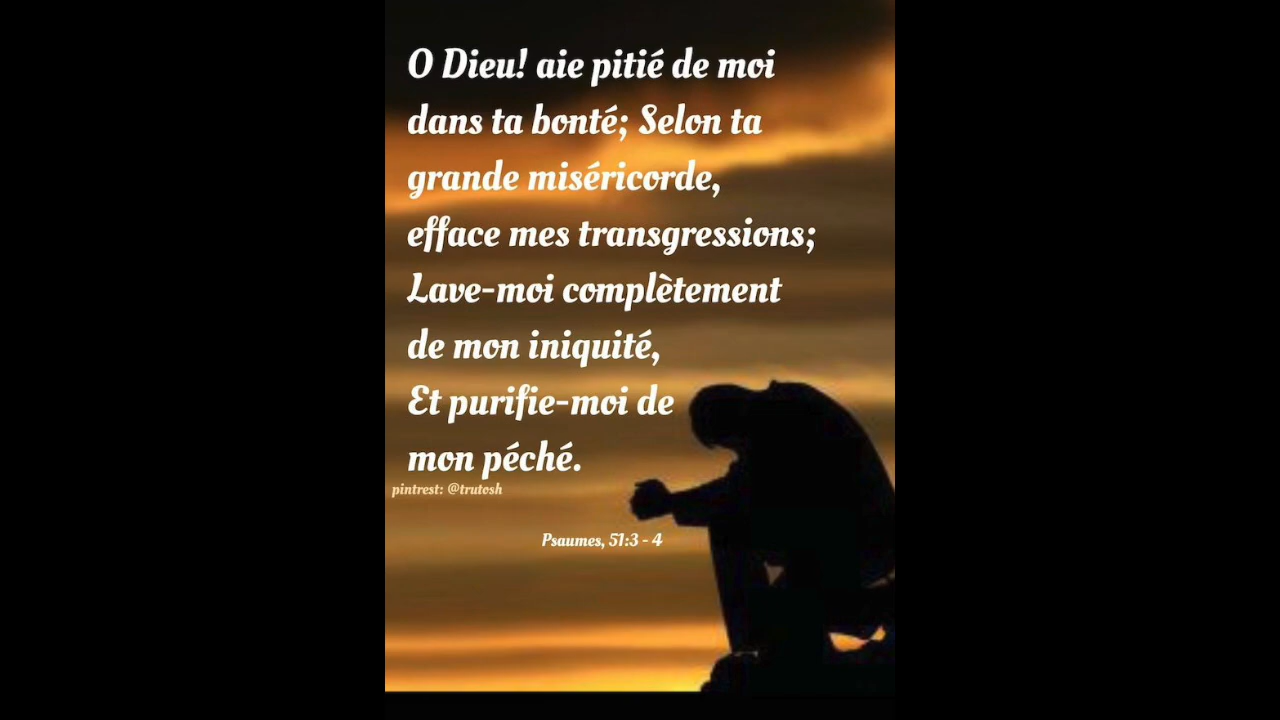 O Dieu! aie pitié de moi
dans ta bonté; Selon ta
grande miséricorde,
efface mes transgressions;
Lave-moi complètement
de mon iniquité,
Et purifie-moi de
mon péché.
pintrest: @trutosh
Psaumes, 51:3 - 4